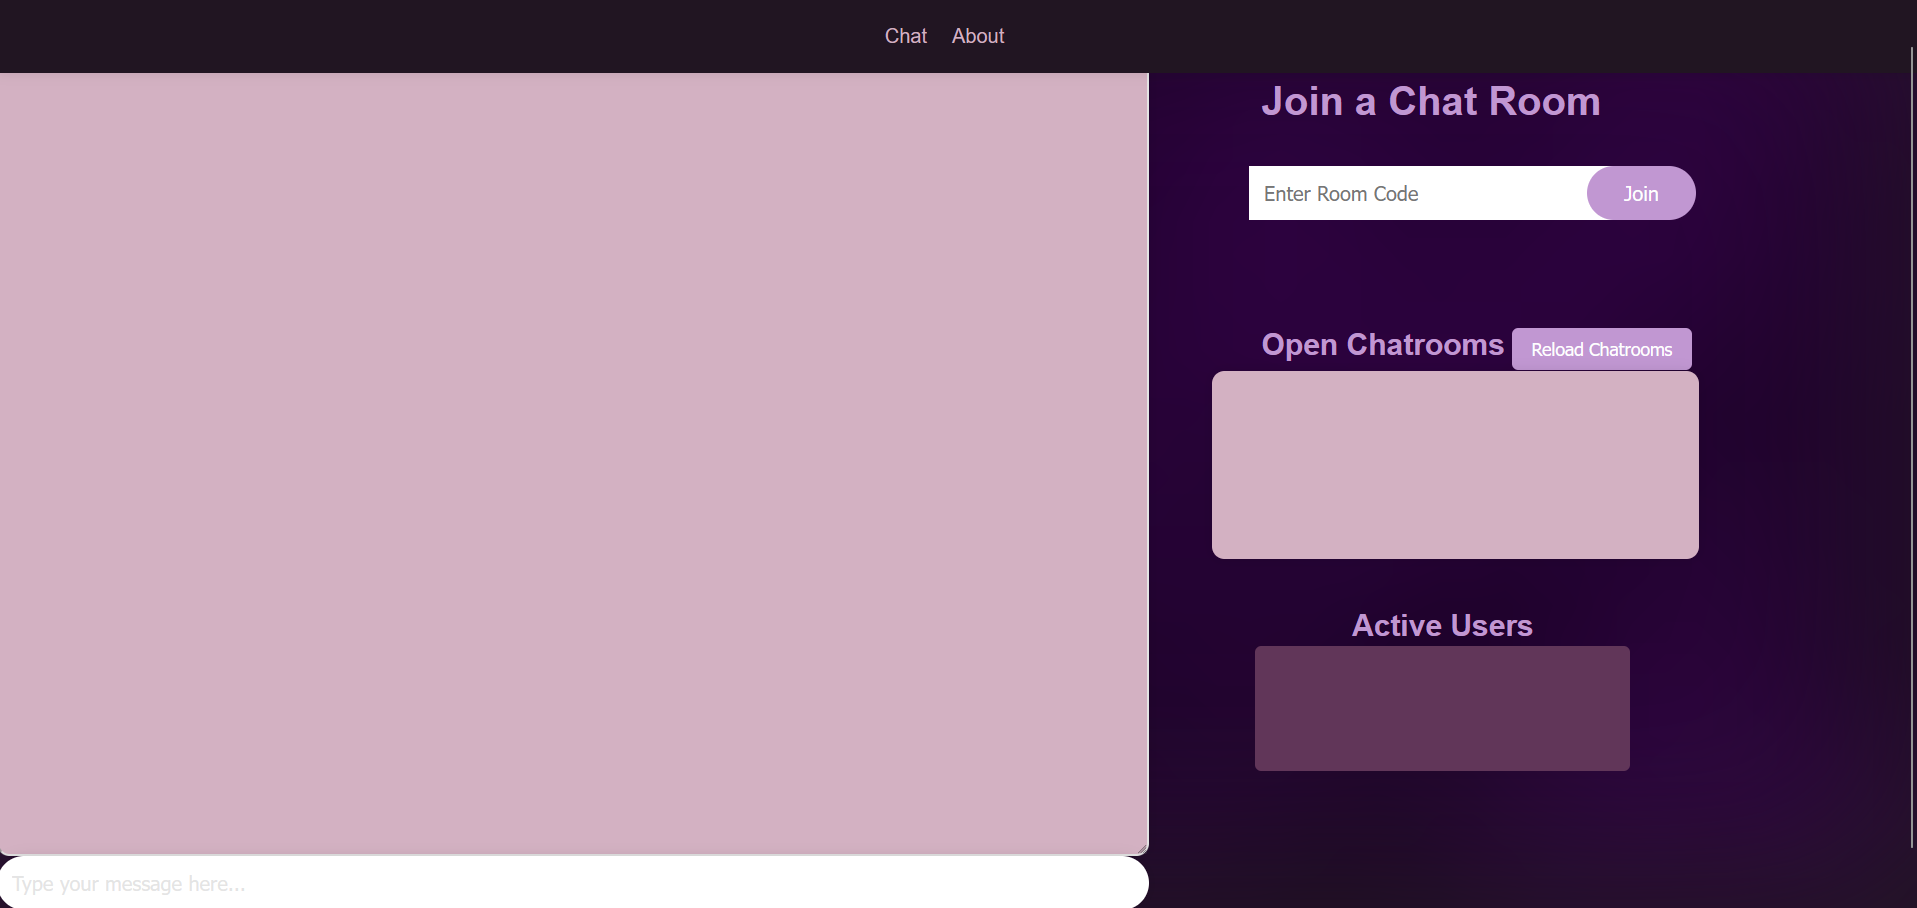 Chat About
Join a Chat Room
Enter Room Code
Join
Open Chatrooms
Reload Chatrooms
Active Users
Type your message here...